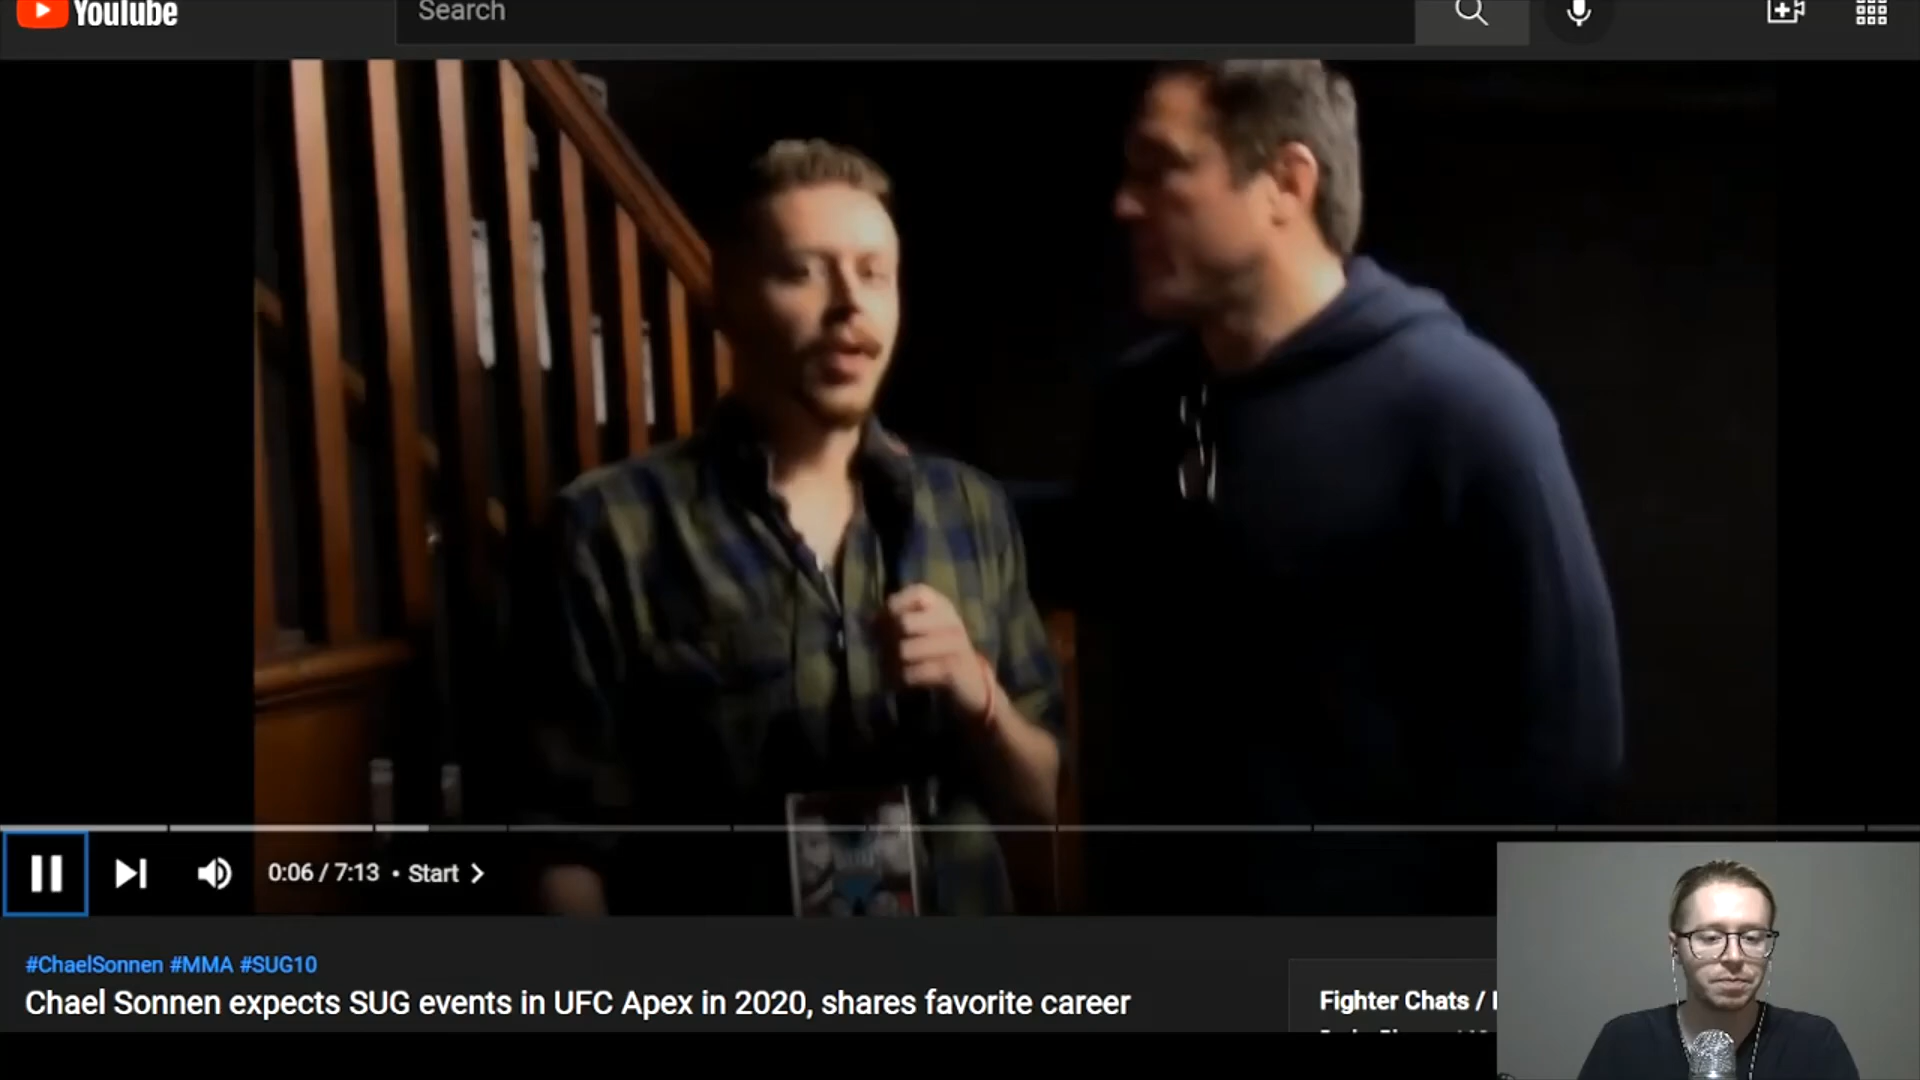 YouTube
Search
0:06 / 7:13 • Start
#ChaelSonnen #MMA #SUG10
Chael Sonnen expects SUG events in UFC Apex in 2020, shares favorite career
Fighter Chats /